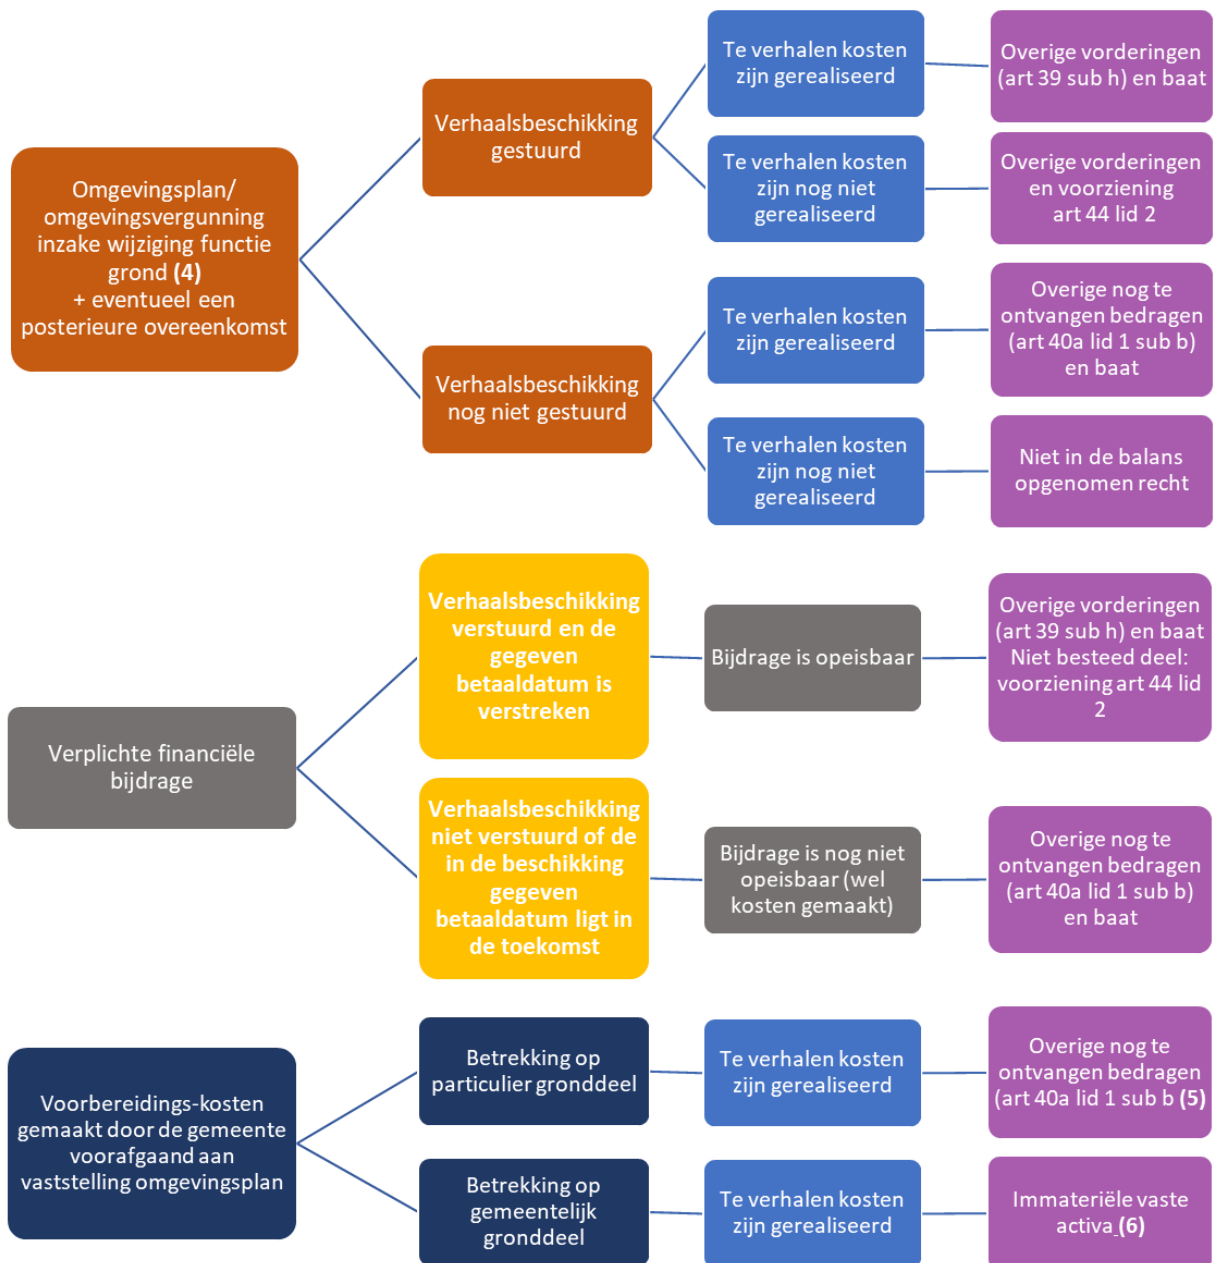 Omgevingsplan/
omgevingsvergunning
inzake wijziging functie
grond (4)
+ eventueel een
posterieure overeenkomst
Verhaalsbeschikking
gestuurd
Te verhalen kosten
zijn gerealiseerd
Overige vorderingen
(art 39 sub h) en baat
Te verhalen kosten
zijn nog niet
gerealiseerd
Overige vorderingen
en voorziening
art 44 lid 2
Verhaalsbeschikking
nog niet gestuurd
Te verhalen kosten
zijn gerealiseerd
Overige nog te
ontvangen bedragen
(art 40a lid 1 sub b)
en baat
Te verhalen kosten
zijn nog niet
gerealiseerd
Niet in de balans
opgenomen recht
Verplichte financiële
bijdrage
Verhaalsbeschikking
verstuurd en de
gegeven
betaaldatum is
verstreken
Bijdrage is opeisbaar
Overige vorderingen
(art 39 sub h) en baat
Niet besteed deel:
voorziening art 44 lid
2
Verhaalsbeschikking
niet verstuurd of de
in de beschikking
gegeven
betaaldatum ligt in
de toekomst
Bijdrage is nog niet
opeisbaar (wel
kosten gemaakt)
Overige nog te
ontvangen bedragen
(art 40a lid 1 sub b)
en baat
Voorbereidings-kosten
gemaakt door de gemeente
voorafgaand aan
vaststelling omgevingsplan
Betrekking op
particulier gronddeel
Te verhalen kosten
zijn gerealiseerd
Overige nog te
ontvangen bedragen
(art 40a lid 1 sub b (5)
Betrekking op
gemeentelijk
gronddeel
Te verhalen kosten
zijn gerealiseerd
Immateriële vaste
activa (6)